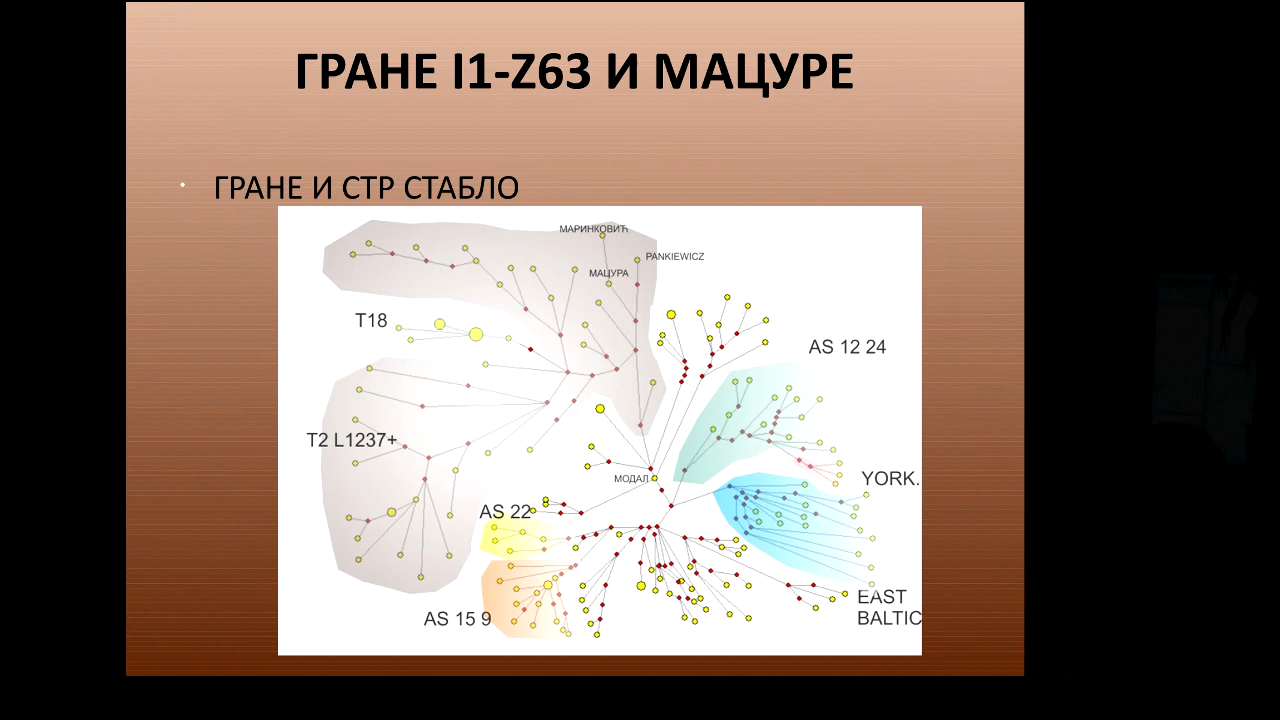 ГРАНЕ I1-Z63 И МАЦУРЕ
ГРАНЕ И СТР СТАБЛО
МАРИНКОВИЋ
PANKIEWICZ
МАЦУРА
T18
AS 12 24
T2 L1237+
МОДАЛ
YORK.
AS 22
EAST
BALTIC
AS 15 9